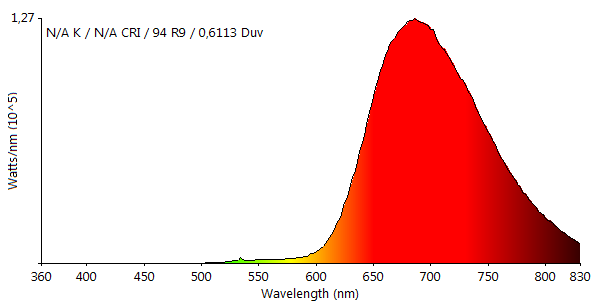 1,27
N/A K / N/A CRI / 94 R9 / 0,6113 Duv
Watts/nm (10^5)
360 400 450 500 550 600 650 700 750 800 830
Wavelength (nm)